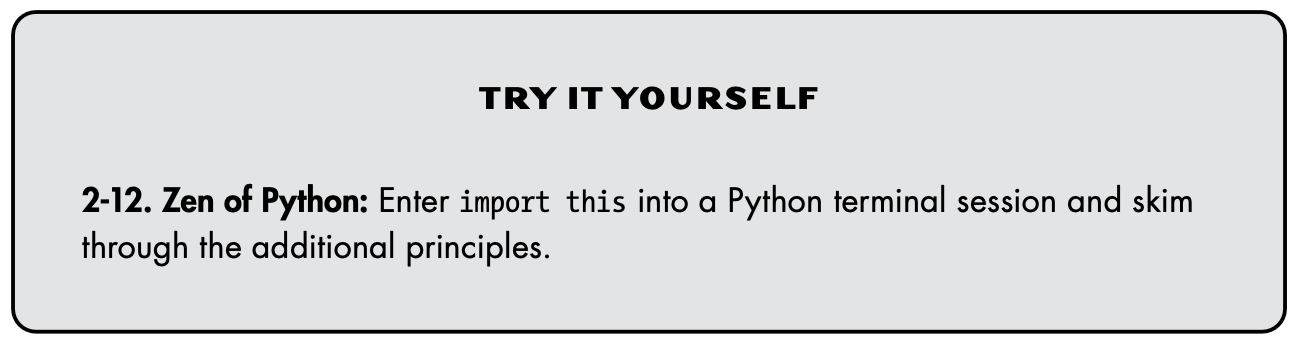 TRY IT YOURSELF
2-12. Zen of Python: Enter import this into a Python terminal session and skim
through the additional principles.